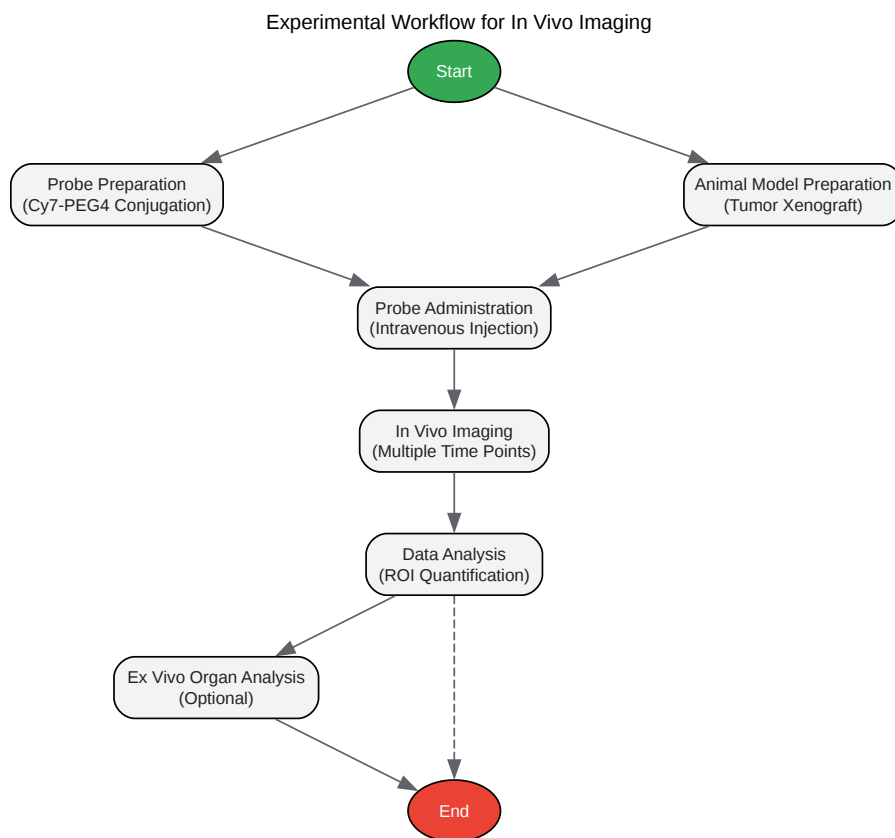 Experimental Workflow for In Vivo Imaging
Start
Probe Preparation
(Cy7-PEG4 Conjugation)
Animal Model Preparation
(Tumor Xenograft)
Probe Administration
(Intravenous Injection)
In Vivo Imaging
(Multiple Time Points)
Data Analysis
(ROI Quantification)
Ex Vivo Organ Analysis
(Optional)
End